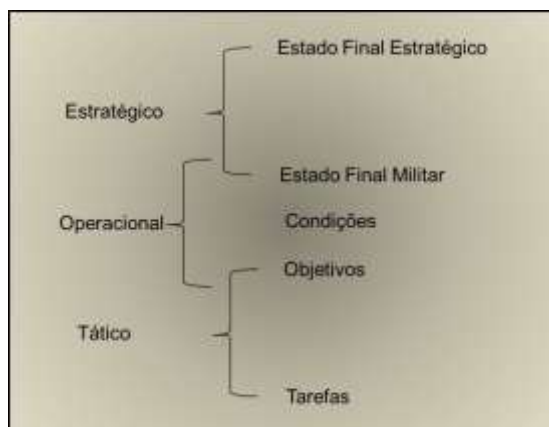 Estado Final Estratégico
Estratégico
Estado Final Militar
Operacional
Condições
Objetivos
Tático
Tarefas